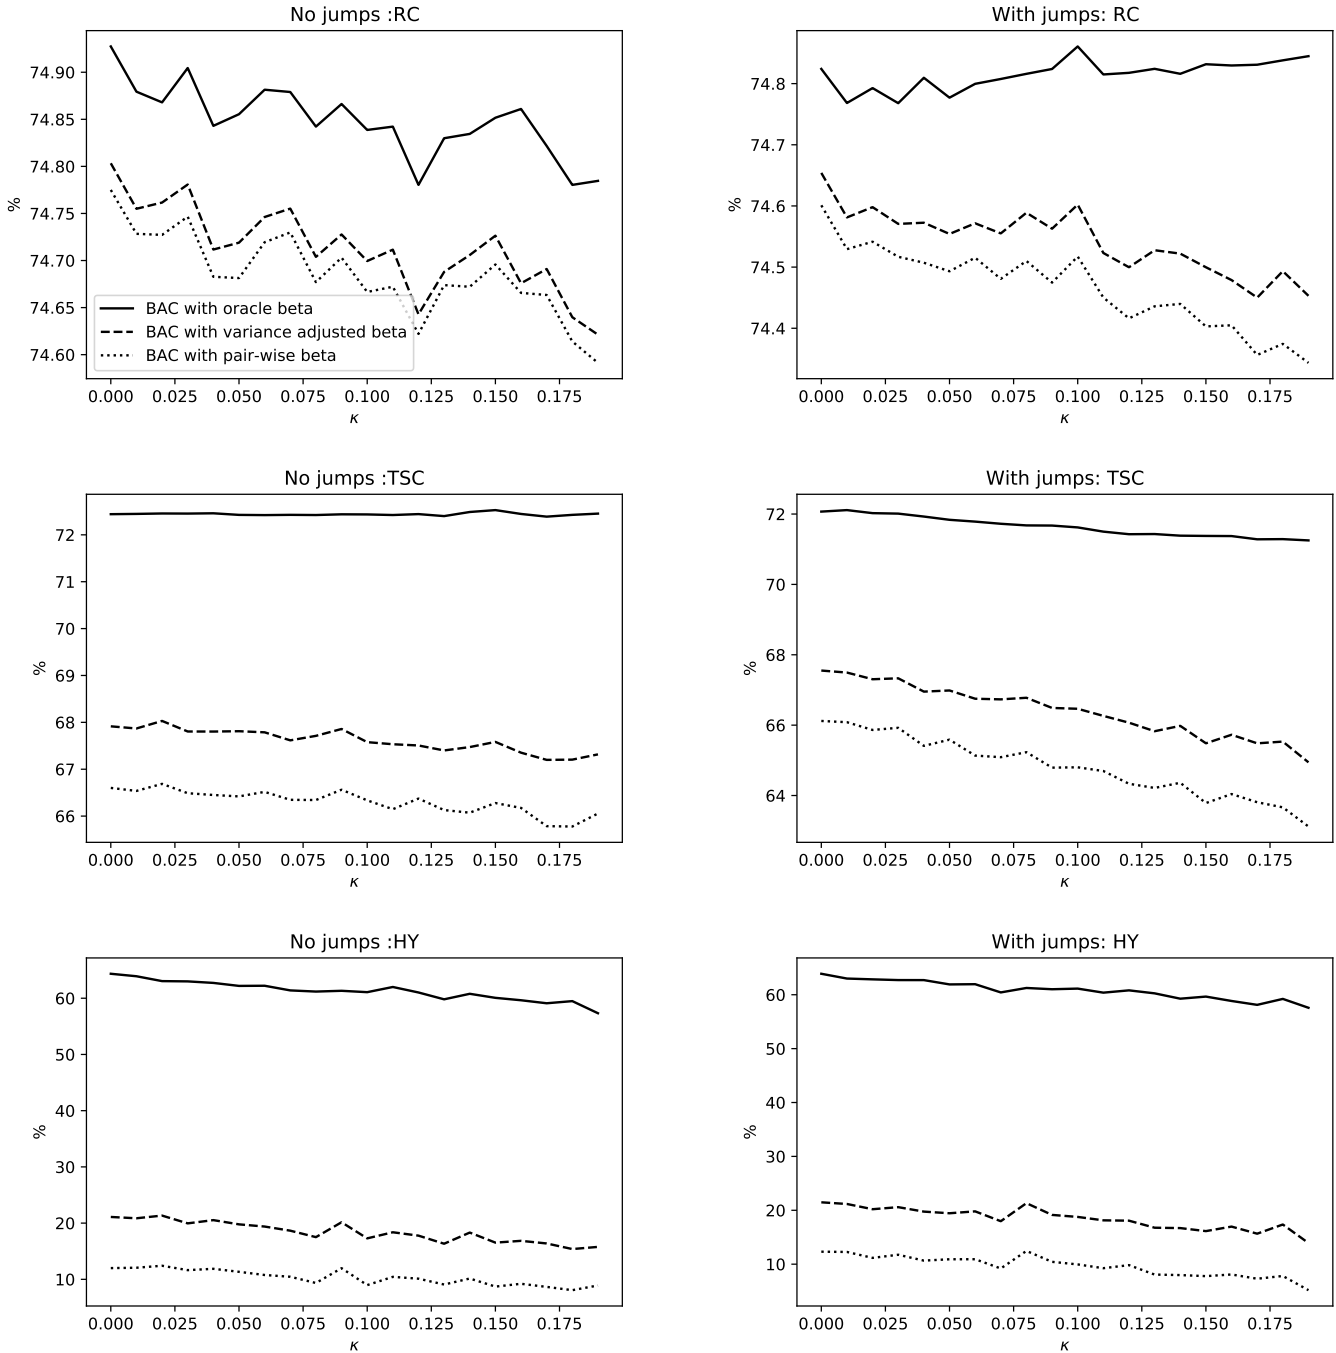 No jumps :RC
%
74.90
74.85
74.80
74.75
74.70
74.65
74.60
BAC with oracle beta
BAC with variance adjusted beta
BAC with pair-wise beta
0.000 0.025 0.050 0.075 0.100 0.125 0.150 0.175
κ
With jumps: RC
%
74.8
74.7
74.6
74.5
74.4
0.000 0.025 0.050 0.075 0.100 0.125 0.150 0.175
κ
No jumps :TSC
%
72
71
70
69
68
67
66
0.000 0.025 0.050 0.075 0.100 0.125 0.150 0.175
κ
With jumps: TSC
%
72
70
68
66
64
0.000 0.025 0.050 0.075 0.100 0.125 0.150 0.175
κ
No jumps :HY
%
60
50
40
30
20
10
0.000 0.025 0.050 0.075 0.100 0.125 0.150 0.175
κ
With jumps: HY
%
60
50
40
30
20
10
0.000 0.025 0.050 0.075 0.100 0.125 0.150 0.175
κ